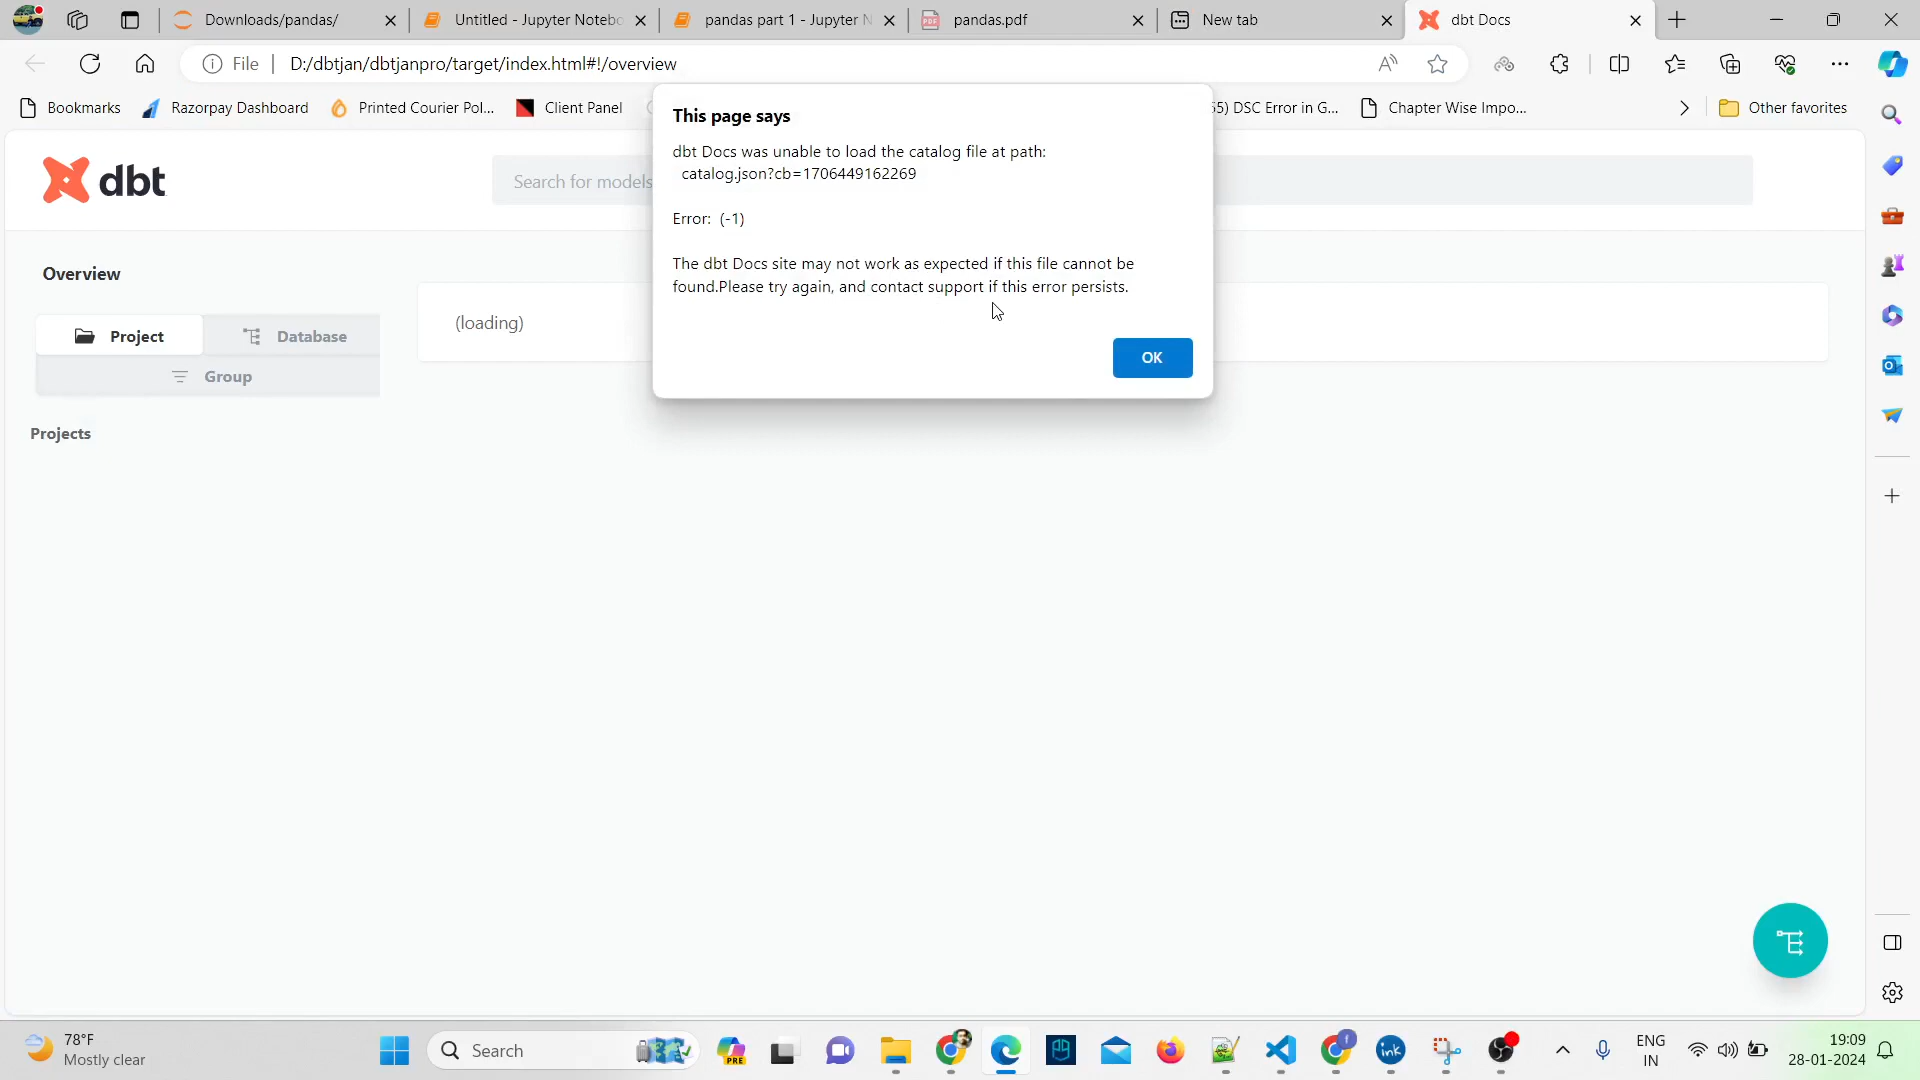 Downloads/pandas/
Untitled - Jupyter Notebo
pandas part 1 - Jupyter N
pandas.pdf
New tab
dbt Docs
File
D:/dbtjan/dbtjanpro/target/index.html#!/overview
Bookmarks
Razorpay Dashboard
Printed Courier Pol...
Client Panel
DSC Error in G...
Chapter Wise Impo...
Other favorites
This page says
dbt Docs was unable to load the catalog file at path:
catalog.json?cb=1706449162269
Error: (-1)
The dbt Docs site may not work as expected if this file cannot be
found.Please try again, and contact support if this error persists.
OK
dbt
Search for models
Overview
Project
Database
Group
(loading)
Projects
78°F
Mostly clear
Search
PRE
ink
ENG
IN
19:09
28-01-2024